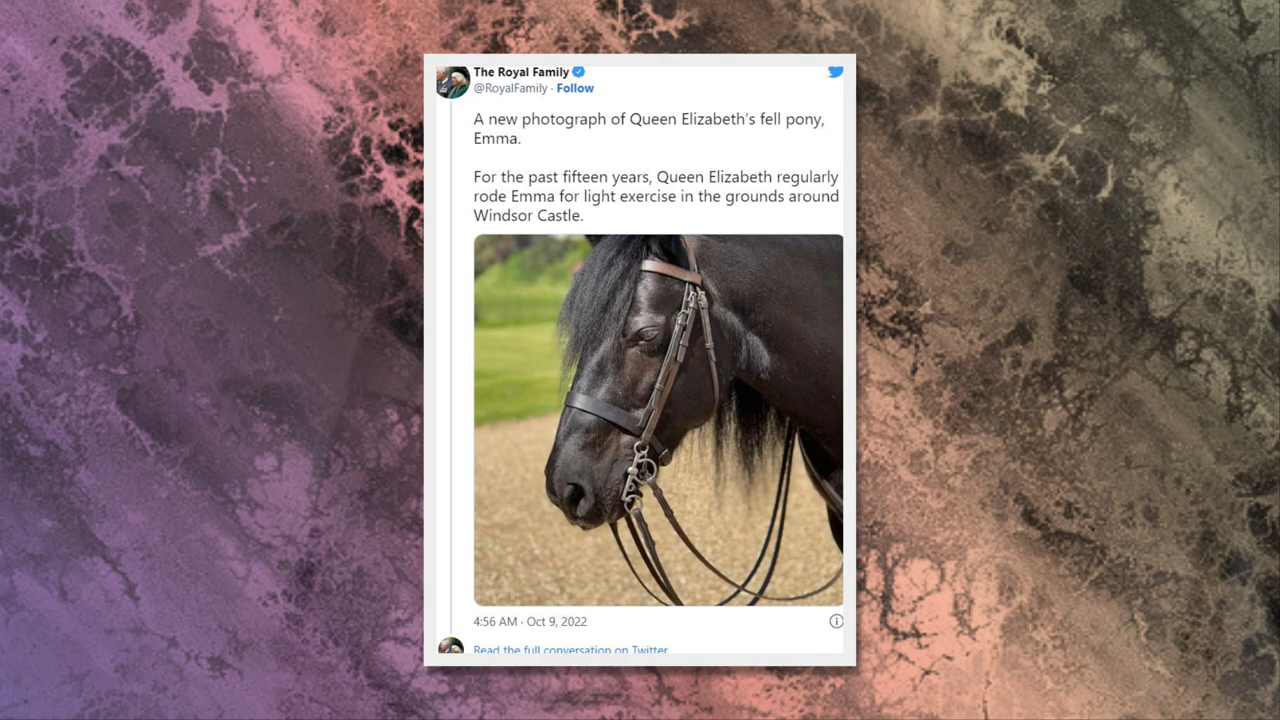 The Royal Family
@RoyalFamily · Follow
A new photograph of Queen Elizabeth’s fell pony,
Emma.
For the past fifteen years, Queen Elizabeth regularly
rode Emma for light exercise in the grounds around
Windsor Castle.
4:56 AM · Oct 9, 2022
Read the full conversation on Twitter